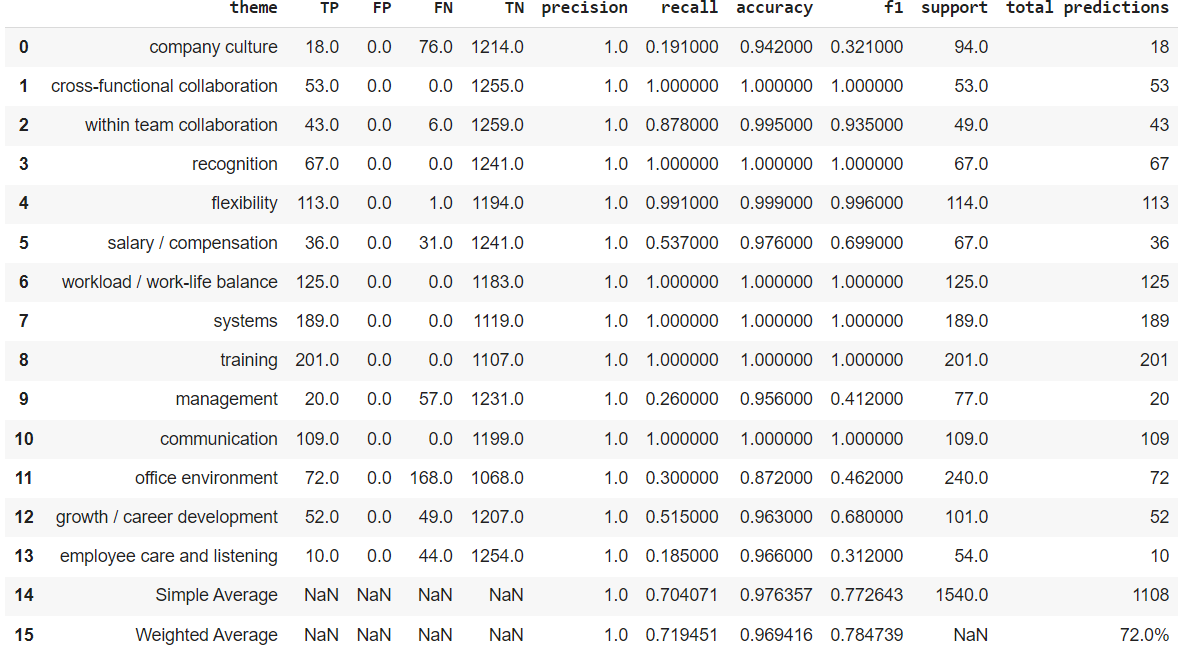 theme TP FP FN TN precision recall accuracy f1 support total predictions
0 company culture 18.0 0.0 76.0 1214.0 1.0 0.191000 0.942000 0.321000 94.0 18
1 cross-functional collaboration 53.0 0.0 0.0 1255.0 1.0 1.000000 1.000000 1.000000 53.0 53
2 within team collaboration 43.0 0.0 6.0 1259.0 1.0 0.878000 0.995000 0.935000 49.0 43
3 recognition 67.0 0.0 0.0 1241.0 1.0 1.000000 1.000000 1.000000 67.0 67
4 flexibility 113.0 0.0 1.0 1194.0 1.0 0.991000 0.999000 0.996000 114.0 113
5 salary / compensation 36.0 0.0 31.0 1241.0 1.0 0.537000 0.976000 0.699000 67.0 36
6 workload / work-life balance 125.0 0.0 0.0 1183.0 1.0 1.000000 1.000000 1.000000 125.0 125
7 systems 189.0 0.0 0.0 1119.0 1.0 1.000000 1.000000 1.000000 189.0 189
8 training 201.0 0.0 0.0 1107.0 1.0 1.000000 1.000000 1.000000 201.0 201
9 management 20.0 0.0 57.0 1231.0 1.0 0.260000 0.956000 0.412000 77.0 20
10 communication 109.0 0.0 0.0 1199.0 1.0 1.000000 1.000000 1.000000 109.0 109
11 office environment 72.0 0.0 168.0 1068.0 1.0 0.300000 0.872000 0.462000 240.0 72
12 growth / career development 52.0 0.0 49.0 1207.0 1.0 0.515000 0.963000 0.680000 101.0 52
13 employee care and listening 10.0 0.0 44.0 1254.0 1.0 0.185000 0.966000 0.312000 54.0 10
14 Simple Average NaN NaN NaN NaN 1.0 0.704071 0.976357 0.772643 1540.0 1108
15 Weighted Average NaN NaN NaN NaN 1.0 0.719451 0.969416 0.784739 NaN 72.0%